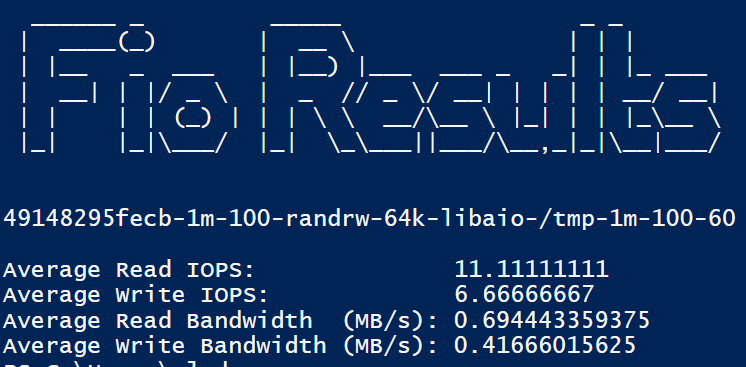 Fio Results
49148295fecb-1m-100-randrw-64k-libaio-/tmp-1m-100-60
Average Read IOPS: 11.11111111
Average Write IOPS: 6.66666667
Average Read Bandwidth (MB/s): 0.694443359375
Average Write Bandwidth (MB/s): 0.41666015625